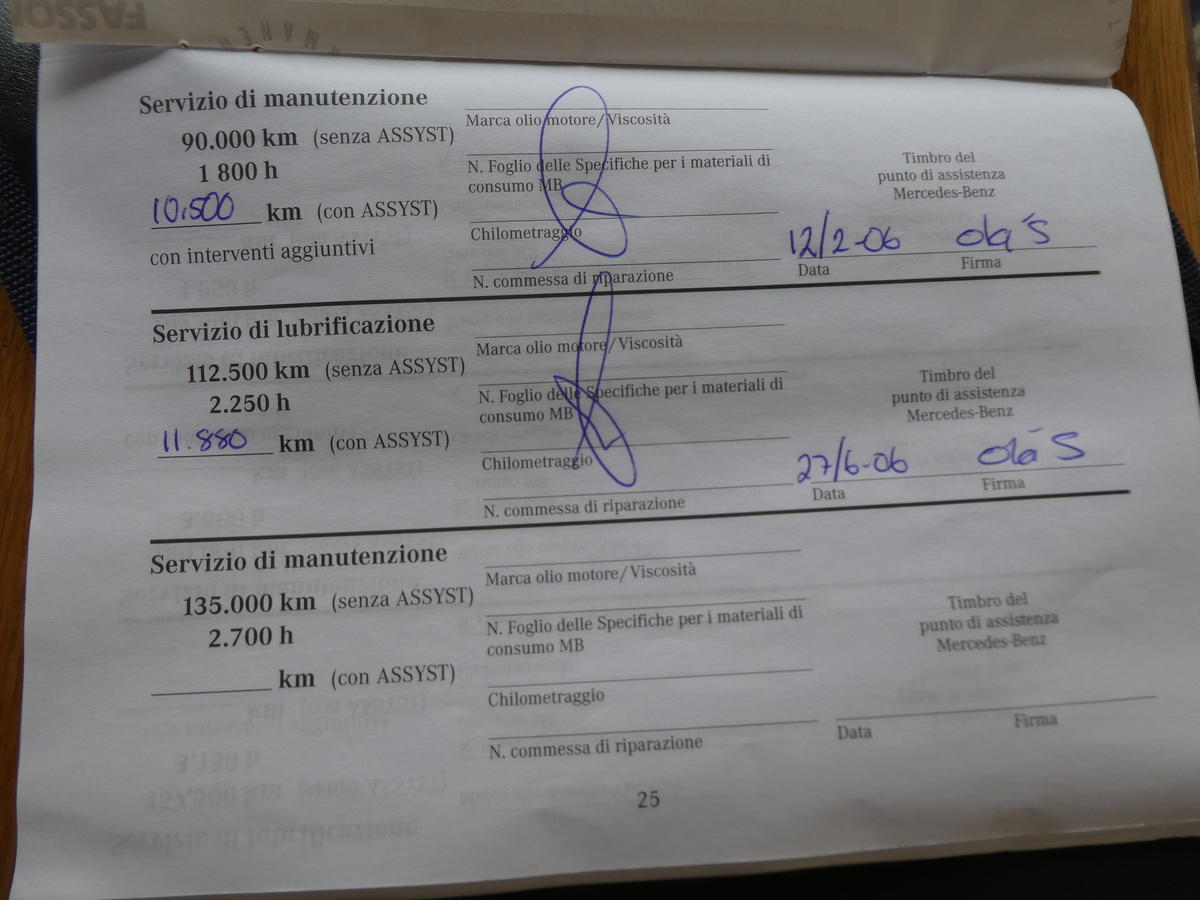 FASSOI
Servizio di manutenzione
90.000 km (senza ASSYST)
1 800 h
10.500 km (con ASSYST)
con interventi aggiuntivi
Marca olio motore/Viscosità
N. Foglio delle Specifiche per i materiali di
consumo MB
Chilometraggio
N. commessa di riparazione
Timbro del
punto di assistenza
Mercedes-Benz
12/2-06 olá S
Data Firma
Servizio di lubrificazione
112.500 km (senza ASSYST)
2.250 h
11.880 km (con ASSYST)
Marca olio motore/Viscosità
N. Foglio delle Specifiche per i materiali di
consumo MB
Chilometraggio
N. commessa di riparazione
Timbro del
punto di assistenza
Mercedes-Benz
27/6-06 olá S
Data Firma
Servizio di manutenzione
135.000 km (senza ASSYST)
2.700 h
km (con ASSYST)
Marca olio motore/Viscosità
N. Foglio delle Specifiche per i materiali di
consumo MB
Chilometraggio
N. commessa di riparazione
Timbro del
punto di assistenza
Mercedes-Benz
Data Firma
25